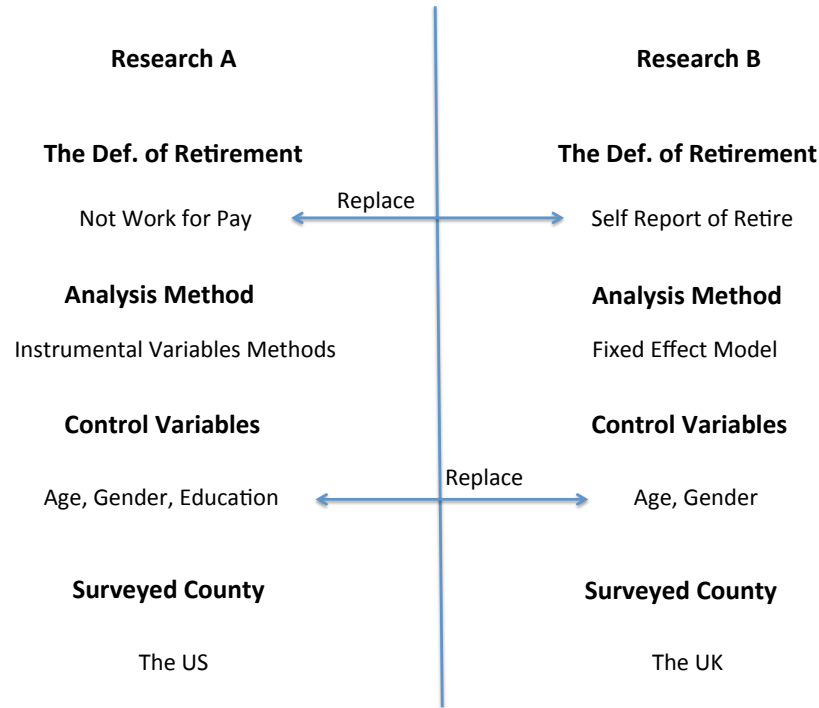 Research A
Research B
The Def. of Retirement
The Def. of Retirement
Replace
Not Work for Pay
Self Report of Retire
Analysis Method
Analysis Method
Instrumental Variables Methods
Fixed Effect Model
Control Variables
Control Variables
Replace
Age, Gender, Education
Age, Gender
Surveyed County
Surveyed County
The US
The UK